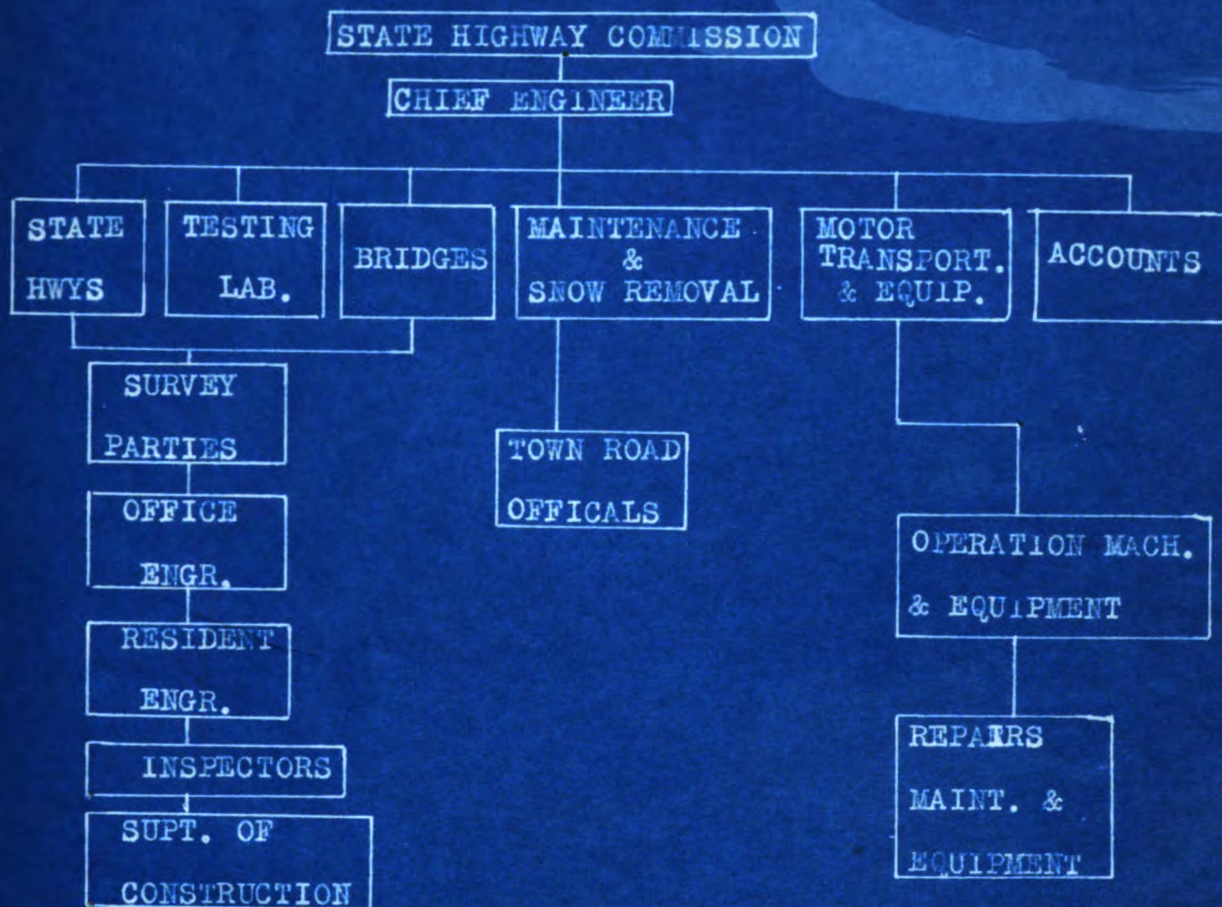 STATE HIGHWAY COMMISSION
CHIEF ENGINEER
STATE
HWYS
TESTING
LAB.
BRIDGES
MAINTENANCE
&
SNOW REMOVAL
MOTOR
TRANSPORT.
& EQUIP.
ACCOUNTS
SURVEY
PARTIES
OFFICE
ENGR.
RESIDENT
ENGR.
INSPECTORS
SUPT. OF
CONSTRUCTION
TOWN ROAD
OFFICALS
OPERATION MACH.
& EQUIPMENT
REPAIRS
MAINT. &
EQUIPMENT